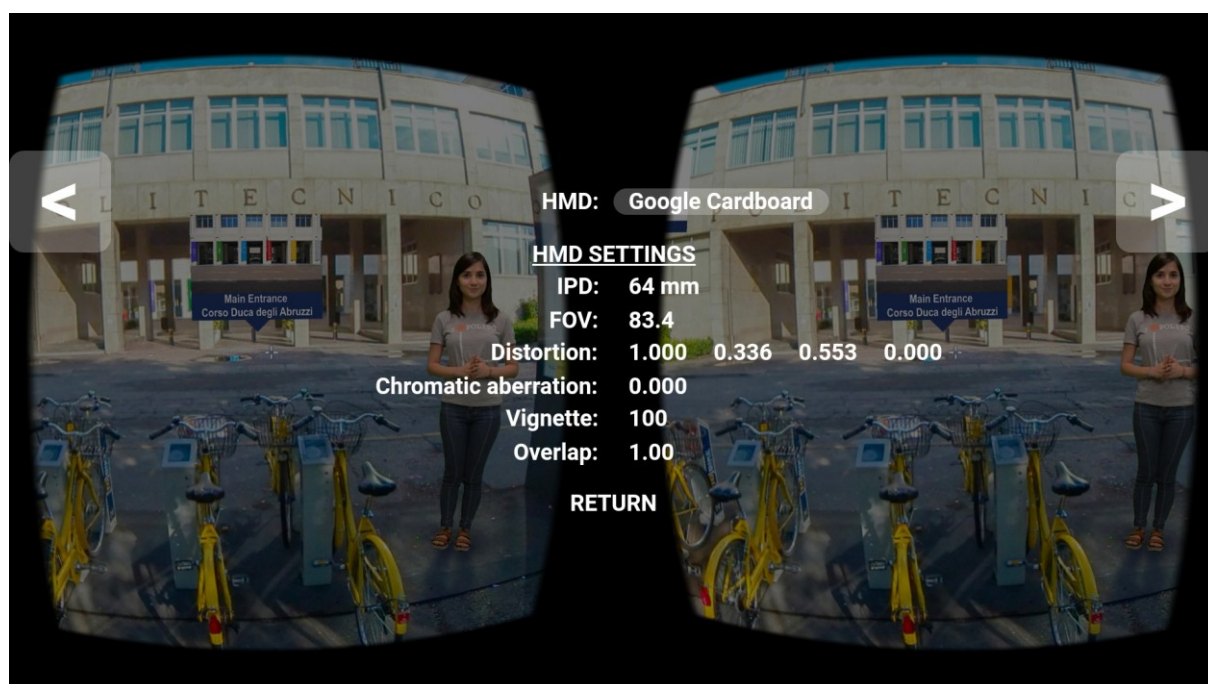 LITECNICO
POLITECNIC
<
>
HMD: Google Cardboard
HMD SETTINGS
Main Entrance
Corso Duca degli Abruzzi
Main Entrance
Corso Duca degli Abruzzi
IPD: 64 mm
FOV: 83.4
Distortion: 1.000 0.336 0.553 0.000
Chromatic aberration: 0.000
Vignette: 100
Overlap: 1.00
RETURN